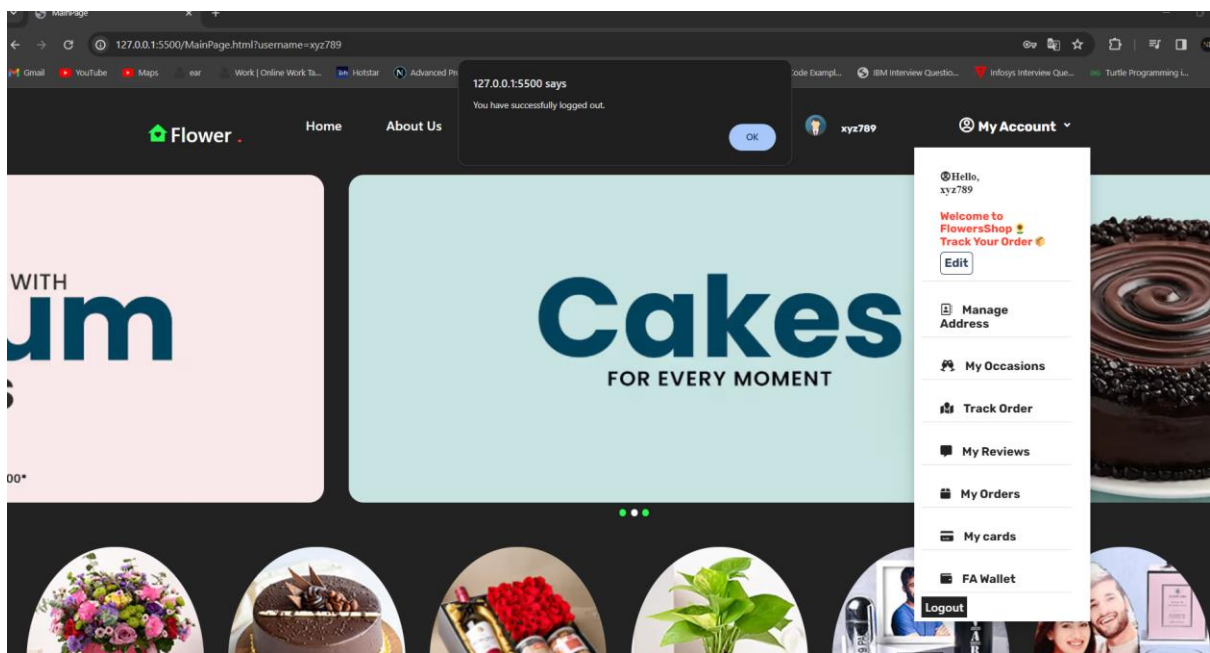 MainPage
127.0.0.1:5500/MainPage.html?username=xyz789
Gmail YouTube Maps ear Work | Online Work Ta... Hotstar Advanced Pr Code Exampl... IBM Interview Questio... Infosys Interview Que... Turtle Programming i...
127.0.0.1:5500 says
You have successfully logged out.
OK
Flower .
Home About Us
xyz789
My Account
Hello,
xyz789
Welcome to
FlowersShop
Track Your Order
Edit
Manage
Address
My Occasions
Track Order
My Reviews
My Orders
My cards
FA Wallet
Logout
WITH
um
S
00*
Cakes
FOR EVERY MOMENT